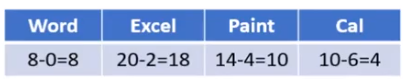 Word Excel Paint Cal
8-0=8 20-2=18 14-4=10 10-6=4